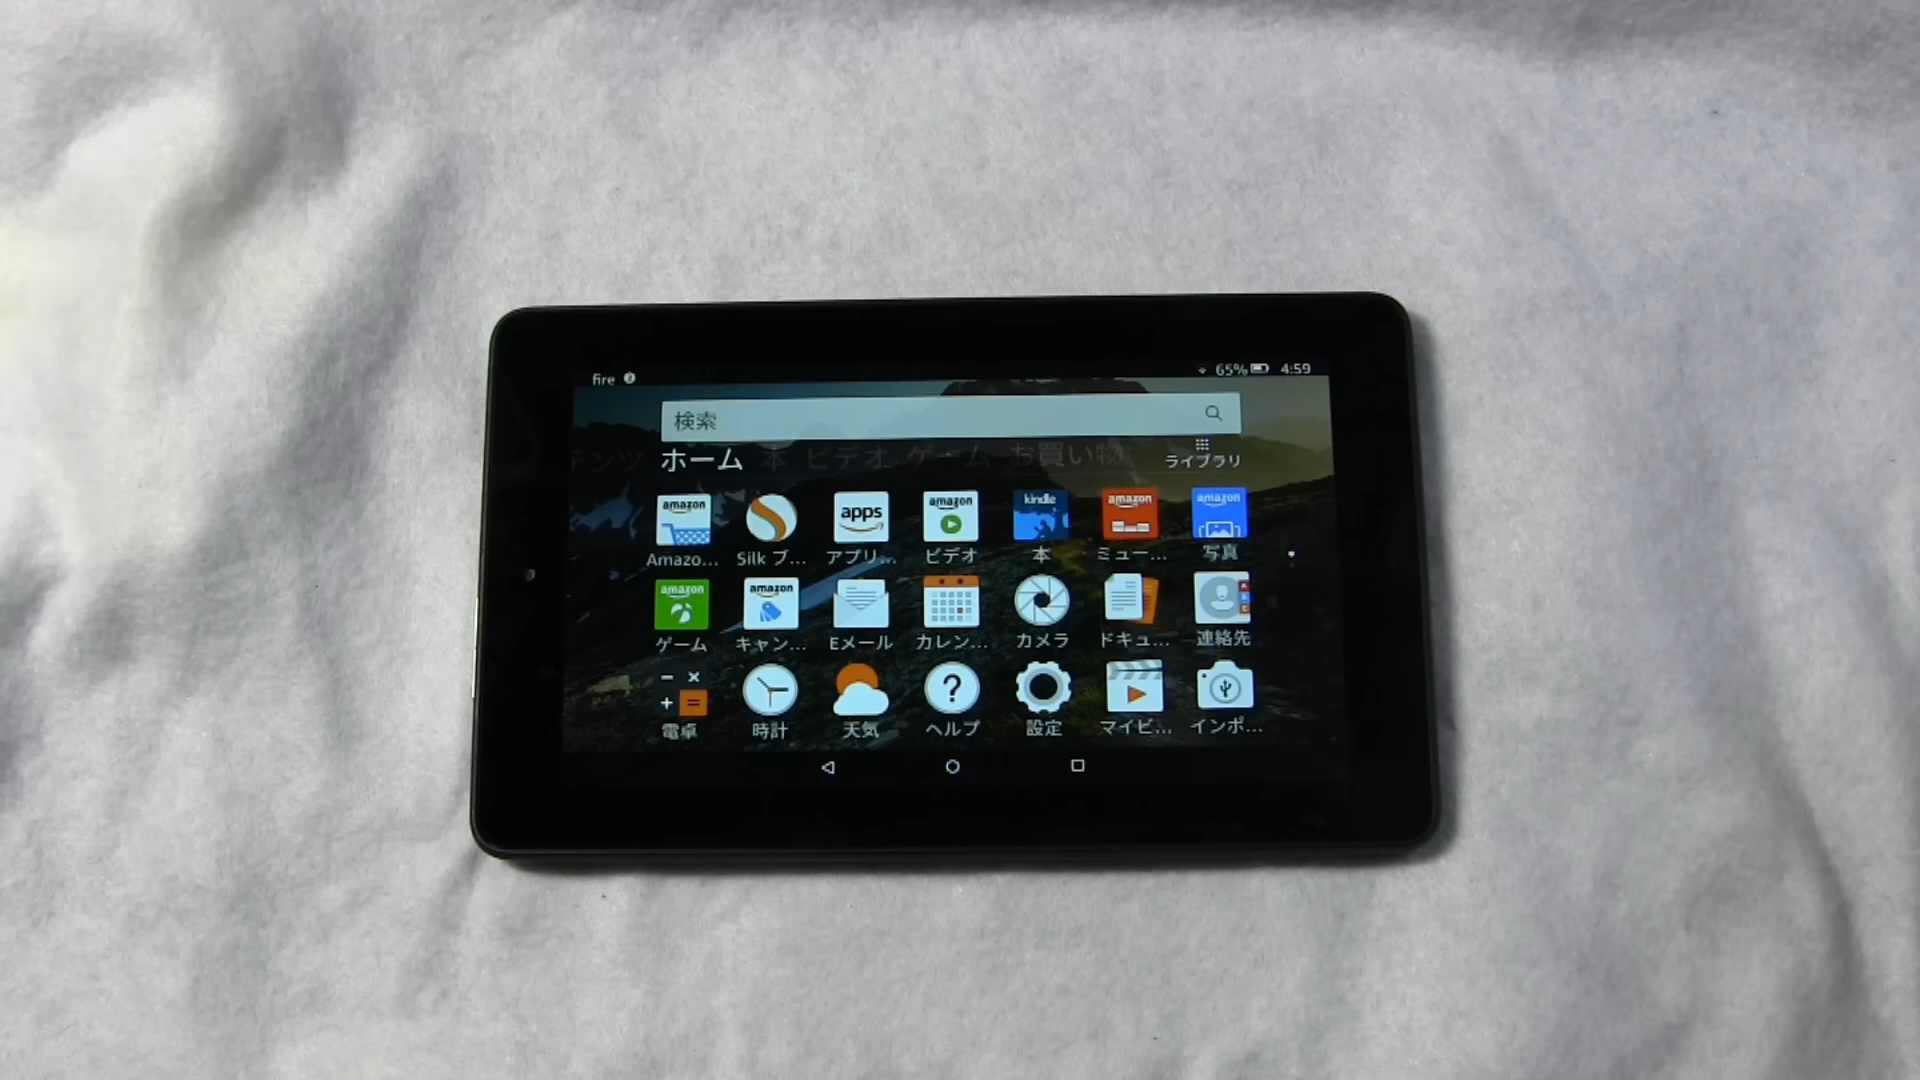 fire 65% 4:59
検索
テンツ ホーム 本 ビデオ ゲーム お買い物 ライブラリ
amazon apps amazon kindle amazon amazon
Amazo... Silk ブ... アプリ... ビデオ 本 ミュー... 写真
amazon amazon
ゲーム キャン... Eメール カレン... カメラ ドキュ... 連絡先
電卓 時計 天気 ヘルプ 設定 マイビ... インポ...